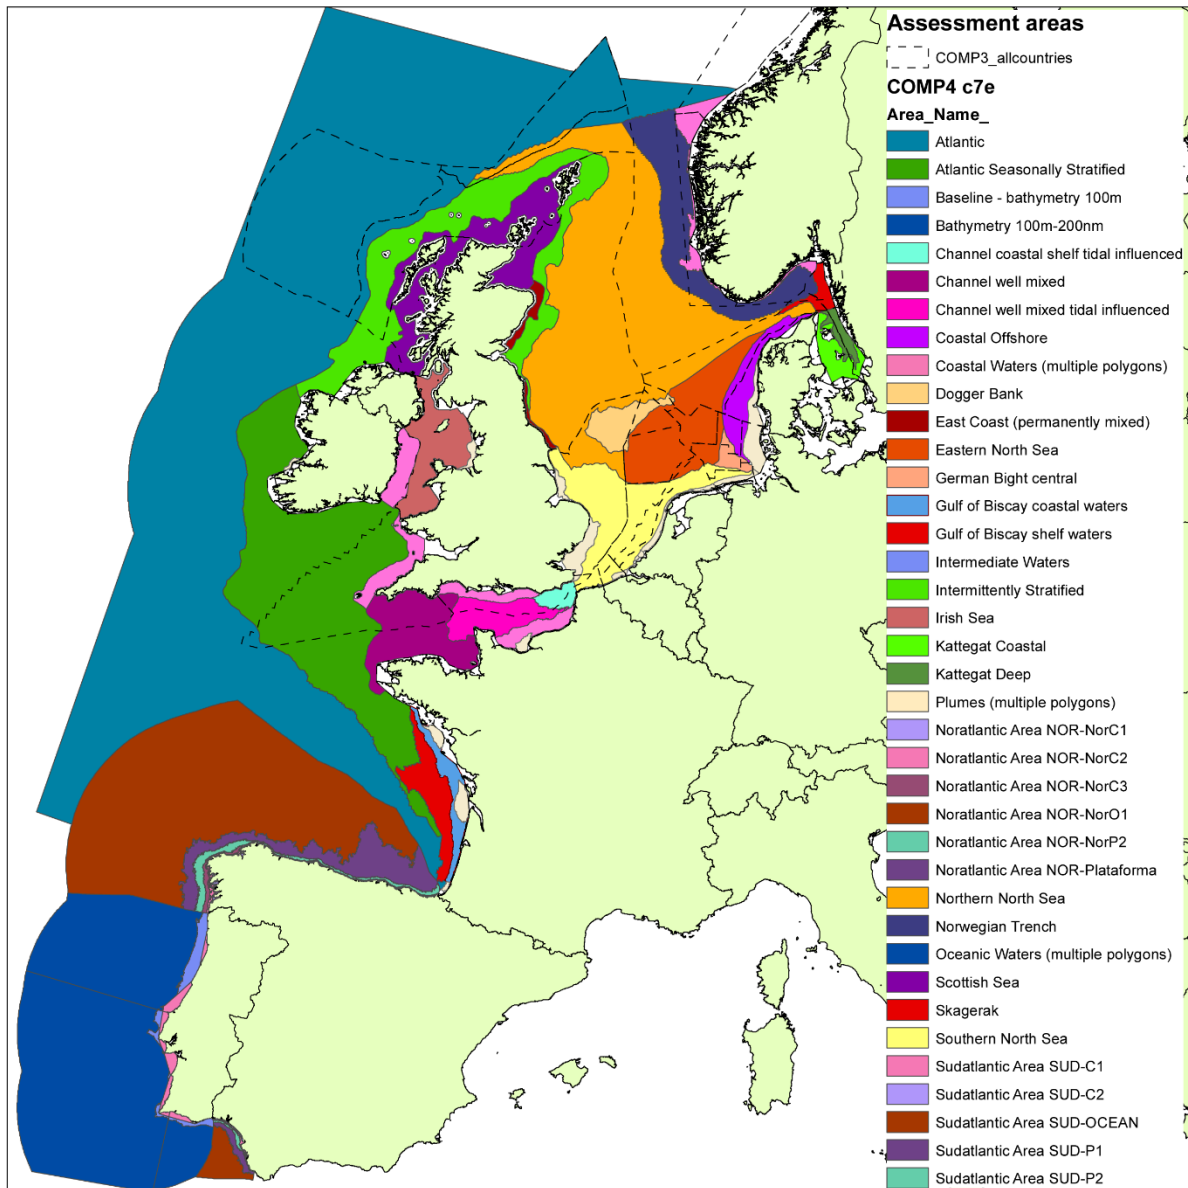 Assessment areas
COMP3_allcountries
COMP4 c7e
Area_Name_
Atlantic
Atlantic Seasonally Stratified
Baseline - bathymetry 100m
Bathymetry 100m-200nm
Channel coastal shelf tidal influenced
Channel well mixed
Channel well mixed tidal influenced
Coastal Offshore
Coastal Waters (multiple polygons)
Dogger Bank
East Coast (permanently mixed)
Eastern North Sea
German Bight central
Gulf of Biscay coastal waters
Gulf of Biscay shelf waters
Intermediate Waters
Intermittently Stratified
Irish Sea
Kattegat Coastal
Kattegat Deep
Plumes (multiple polygons)
Noratlantic Area NOR-NorC1
Noratlantic Area NOR-NorC2
Noratlantic Area NOR-NorC3
Noratlantic Area NOR-NorO1
Noratlantic Area NOR-NorP2
Noratlantic Area NOR-Plataforma
Northern North Sea
Norwegian Trench
Oceanic Waters (multiple polygons)
Scottish Sea
Skagerak
Southern North Sea
Sudatlantic Area SUD-C1
Sudatlantic Area SUD-C2
Sudatlantic Area SUD-OCEAN
Sudatlantic Area SUD-P1
Sudatlantic Area SUD-P2